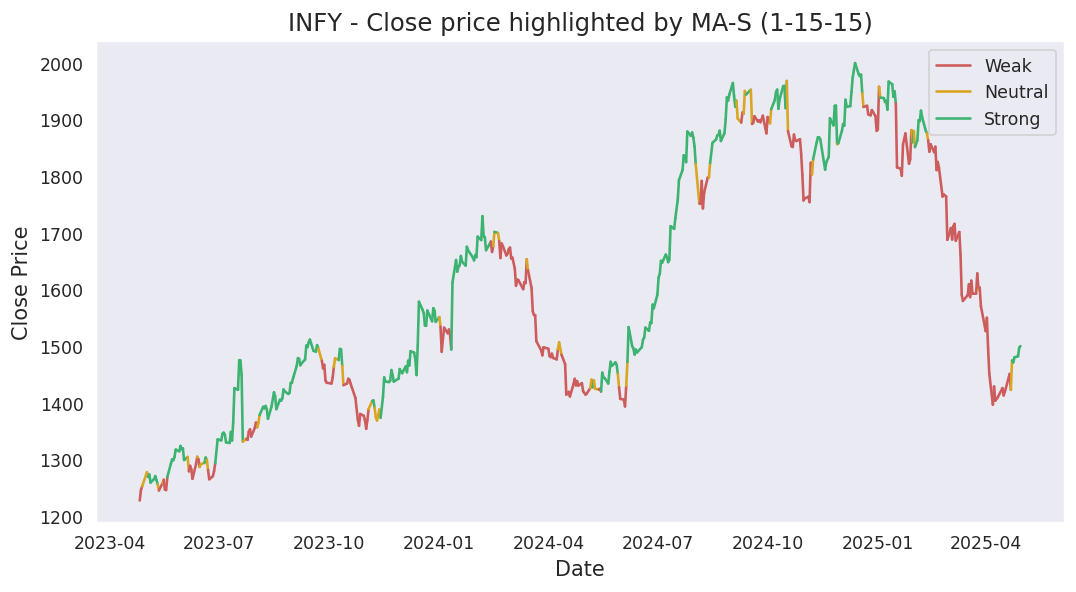 INFY - Close price highlighted by MA-S (1-15-15)
Weak
Neutral
Strong
2000
1900
1800
1700
1600
1500
1400
1300
1200
Close Price
2023-04 2023-07 2023-10 2024-01 2024-04 2024-07 2024-10 2025-01 2025-04
Date